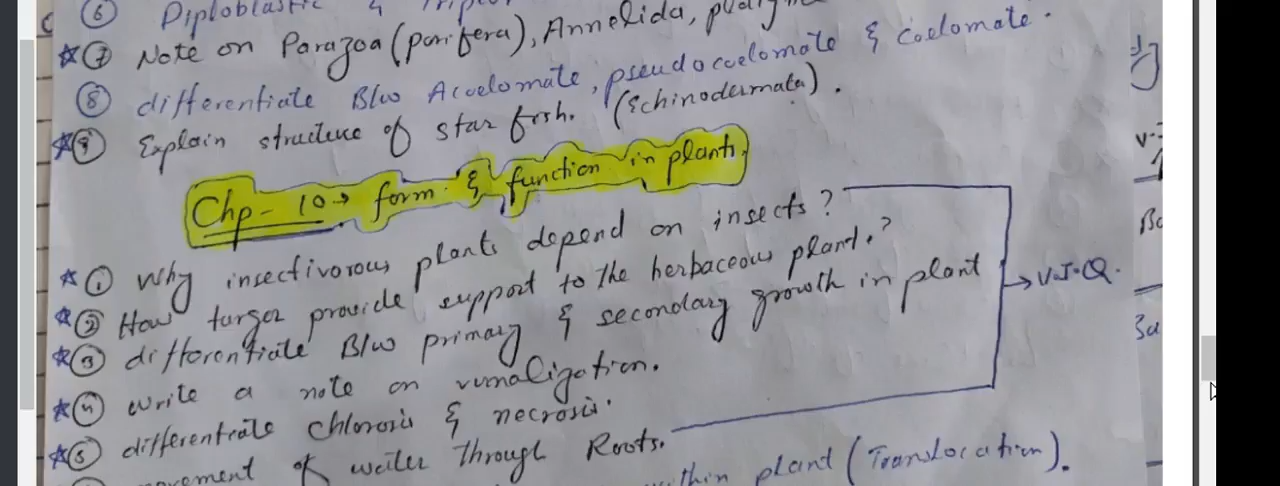 ⑥ Diploblastic &
☆⑦ Note on Parazoa (porifera), Annelida,
⑧ differentiate B/w Acoelomate, pseudocoelomate & Coelomate.
☆⑨ Explain structure of star fish. (Echinodermata).
Chp-10 → form & function in plants.
☆① Why insectivorous plants depend on insects?
☆② How turgor provide support to the herbaceous plant.?
☆③ differentiate B/w primary & secondary growth in plant
→ V.I.Q.
☆④ write a note on vernalization.
☆⑤ differentiate chlorosis & necrosis.
of water through Roots.
plant (Translocation).